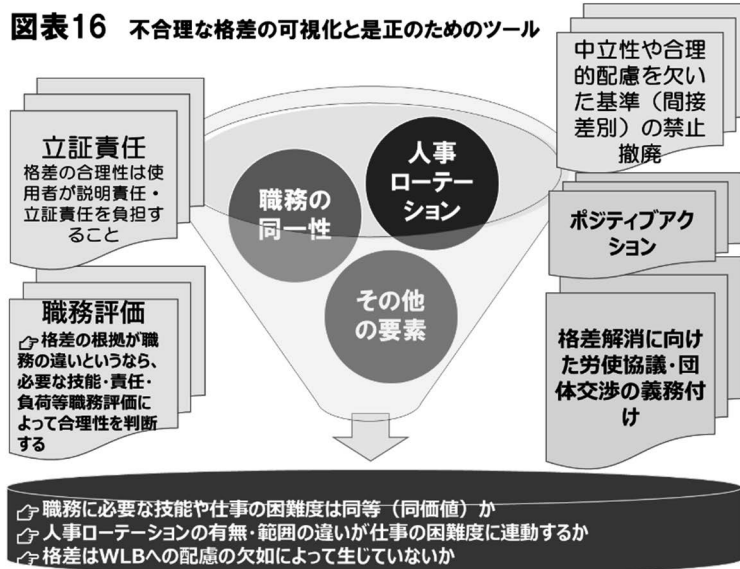 図表16 不合理な格差の可視化と是正のためのツール
立証責任
格差の合理性は使
用者が説明責任・
立証責任を負担す
ること
職務評価
☞格差の根拠が職
務の違いというなら、
必要な技能・責任・
負荷等職務評価に
よって合理性を判断
する
職務の
同一性
人事
ローテー
ション
その他
の要素
中立性や合理
的配慮を欠い
た基準（間接
差別）の禁止
撤廃
ポジティブアク
ション
格差解消に向け
た労使協議・団
体交渉の義務付
け
☞職務に必要な技能や仕事の困難度は同等（同価値）か
☞人事ローテーションの有無・範囲の違いが仕事の困難度に連動するか
☞格差はWLBへの配慮の欠如によって生じていないか